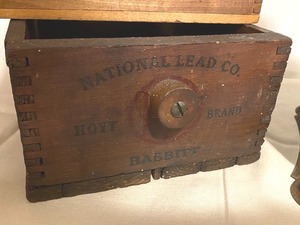 NATIONAL LEAD CO.
HOYT BRAND
BABBITT